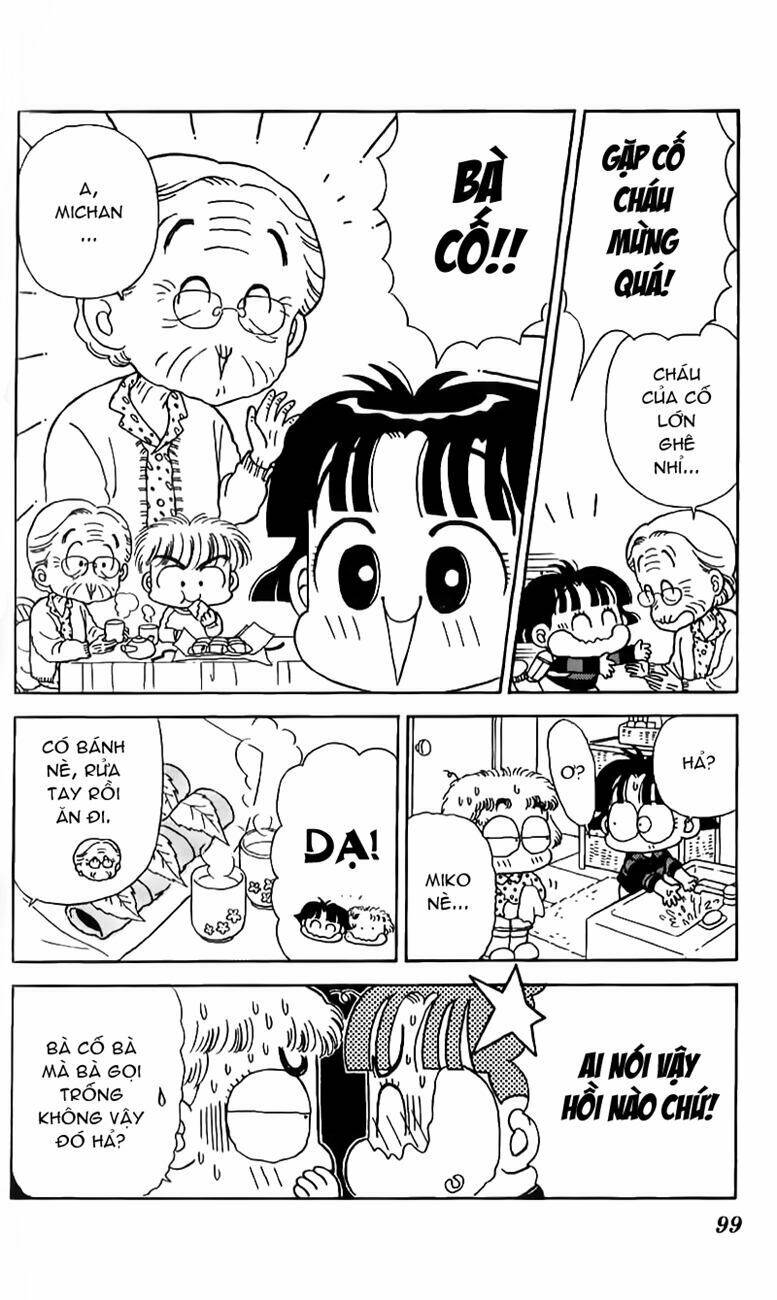 GẶP CỐ
CHÁU
MỪNG
QUÁ!
CHÁU
CỦA CỐ
LỚN
GHÊ
NHỈ...
BÀ
CỐ!!
A,
MICHAN
...
HẢ?
Ơ?
MIKO
NÈ...
DẠ!
CÓ BÁNH
NÈ, RỬA
TAY RỒI
ĂN ĐI.
AI NÓI VẬY
HỒI NÀO CHỨ!
BÀ CỐ BÀ
MÀ BÀ GỌI
TRỐNG
KHÔNG VẬY
ĐÓ HẢ?
99